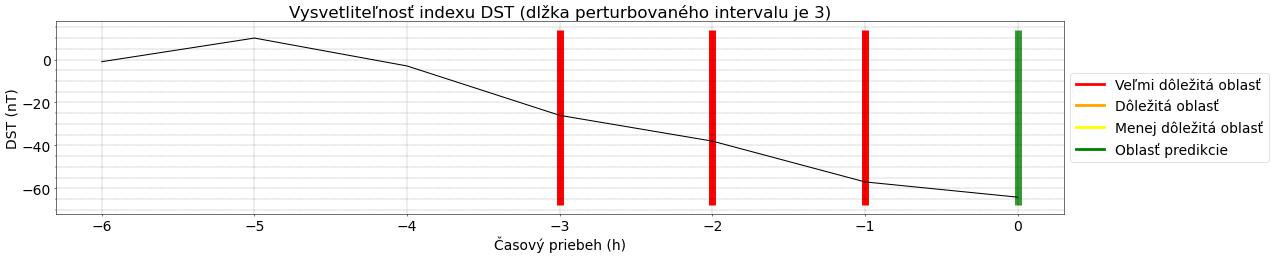 Vysvetliteľnosť indexu DST (dlžka perturbovaného intervalu je 3)
DST (nT)
0
−20
−40
−60
−6 −5 −4 −3 −2 −1 0
Časový priebeh (h)
Veľmi dôležitá oblasť
Dôležitá oblasť
Menej dôležitá oblasť
Oblasť predikcie